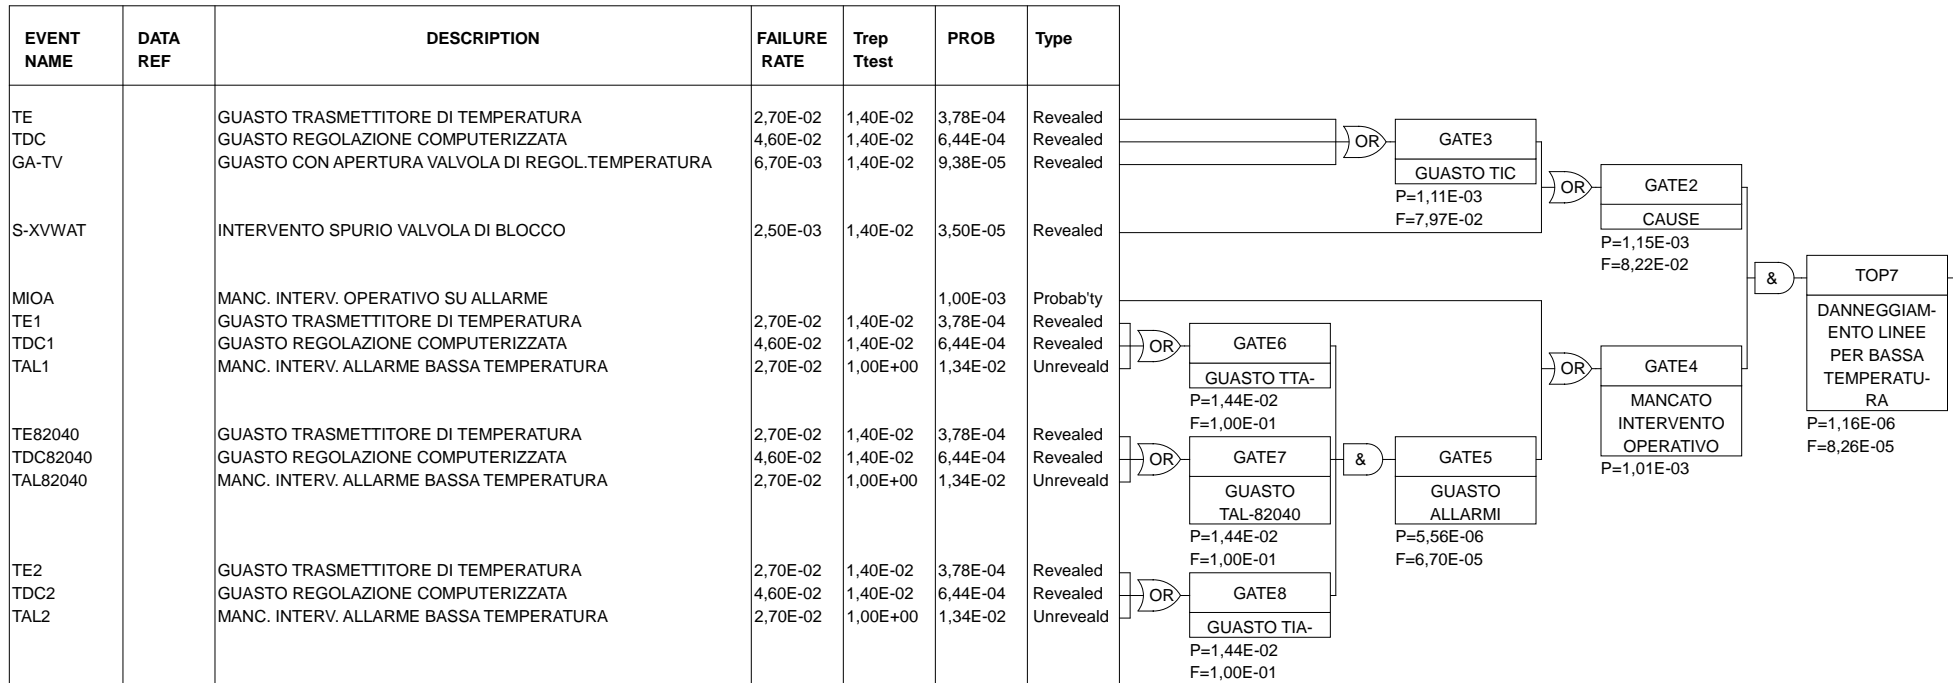 EVENT NAME DATA REF DESCRIPTION FAILURE RATE Trep Ttest PROB Type
TE GUASTO TRASMETTITORE DI TEMPERATURA 2,70E-02 1,40E-02 3,78E-04 Revealed
TDC GUASTO REGOLAZIONE COMPUTERIZZATA 4,60E-02 1,40E-02 6,44E-04 Revealed
GA-TV GUASTO CON APERTURA VALVOLA DI REGOL.TEMPERATURA 6,70E-03 1,40E-02 9,38E-05 Revealed
S-XVWAT INTERVENTO SPURIO VALVOLA DI BLOCCO 2,50E-03 1,40E-02 3,50E-05 Revealed
MIOA MANC. INTERV. OPERATIVO SU ALLARME 1,00E-03 Probab'ty
TE1 GUASTO TRASMETTITORE DI TEMPERATURA 2,70E-02 1,40E-02 3,78E-04 Revealed
TDC1 GUASTO REGOLAZIONE COMPUTERIZZATA 4,60E-02 1,40E-02 6,44E-04 Revealed
TAL1 MANC. INTERV. ALLARME BASSA TEMPERATURA 2,70E-02 1,00E+00 1,34E-02 Unreveald
TE82040 GUASTO TRASMETTITORE DI TEMPERATURA 2,70E-02 1,40E-02 3,78E-04 Revealed
TDC82040 GUASTO REGOLAZIONE COMPUTERIZZATA 4,60E-02 1,40E-02 6,44E-04 Revealed
TAL82040 MANC. INTERV. ALLARME BASSA TEMPERATURA 2,70E-02 1,00E+00 1,34E-02 Unreveald
TE2 GUASTO TRASMETTITORE DI TEMPERATURA 2,70E-02 1,40E-02 3,78E-04 Revealed
TDC2 GUASTO REGOLAZIONE COMPUTERIZZATA 4,60E-02 1,40E-02 6,44E-04 Revealed
TAL2 MANC. INTERV. ALLARME BASSA TEMPERATURA 2,70E-02 1,00E+00 1,34E-02 Unreveald
OR
GATE3
GUASTO TIC
P=1,11E-03
F=7,97E-02
OR
GATE2
CAUSE
P=1,15E-03
F=8,22E-02
&
TOP7
DANNEGGIAM-
ENTO LINEE
PER BASSA
TEMPERATU-
RA
P=1,16E-06
F=8,26E-05
OR
GATE6
GUASTO TTA-
P=1,44E-02
F=1,00E-01
OR
GATE4
MANCATO
INTERVENTO
OPERATIVO
P=1,01E-03
OR
GATE7
GUASTO
TAL-82040
P=1,44E-02
F=1,00E-01
&
GATE5
GUASTO
ALLARMI
P=5,56E-06
F=6,70E-05
OR
GATE8
GUASTO TIA-
P=1,44E-02
F=1,00E-01